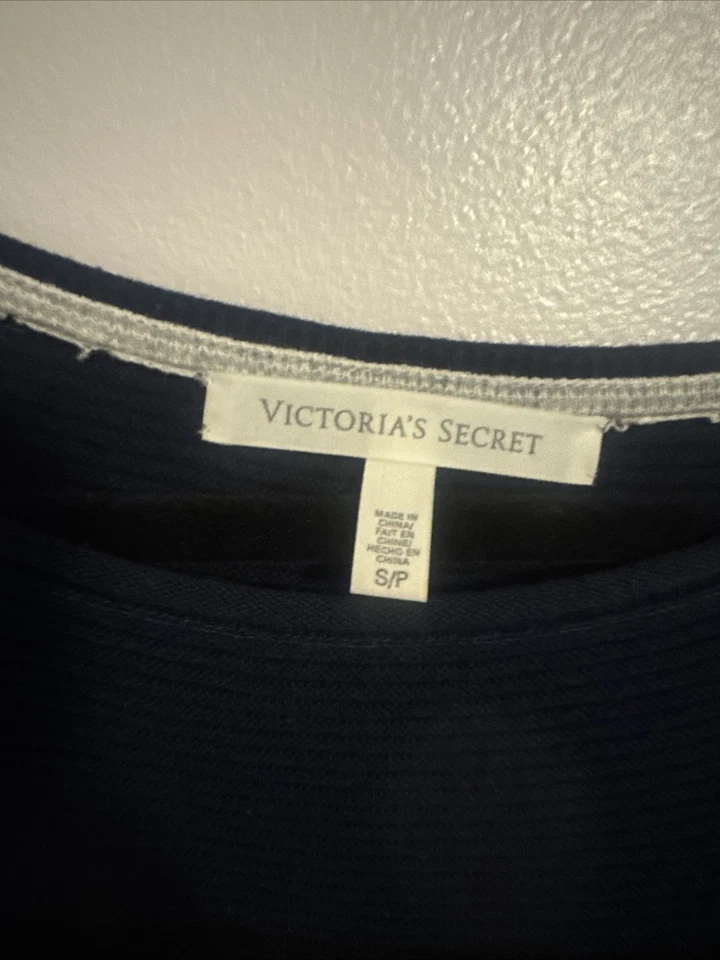 VICTORIA'S SECRET
MADE IN
CHINA/
FAIT EN
CHINE/
HECHO EN
CHINA
S/P